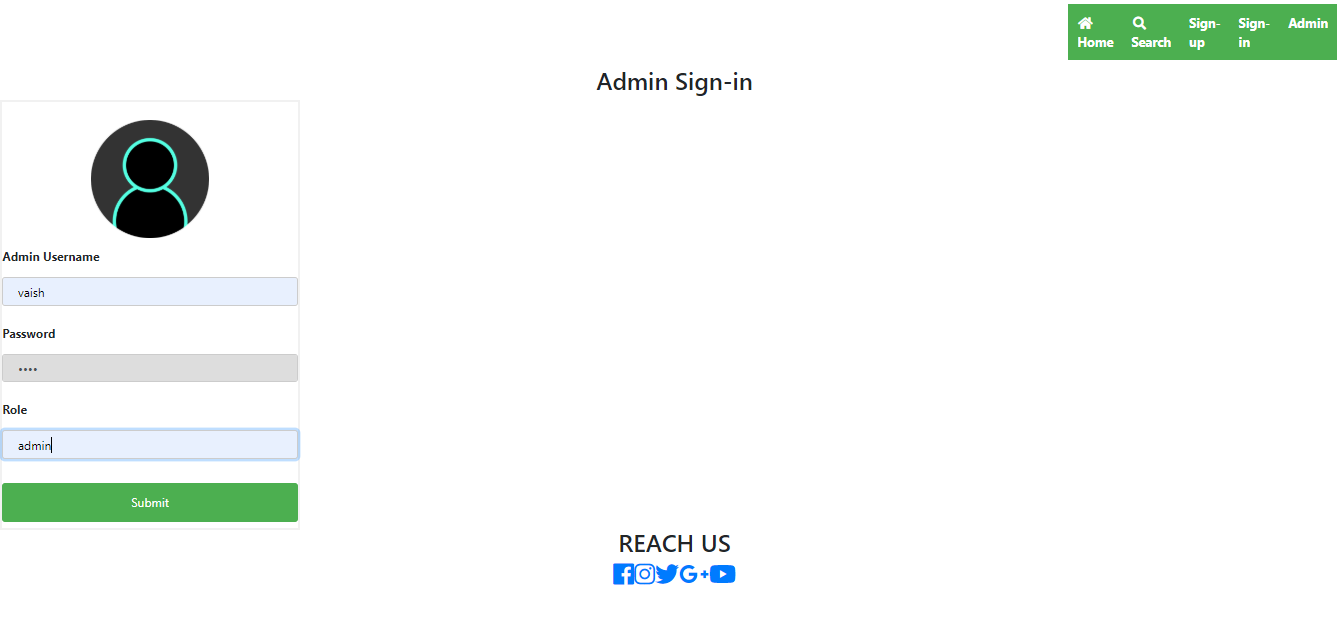 Home Search Sign-up Sign-in Admin
Admin Sign-in
Admin Username
vaish
Password
••••
Role
admin
Submit
REACH US